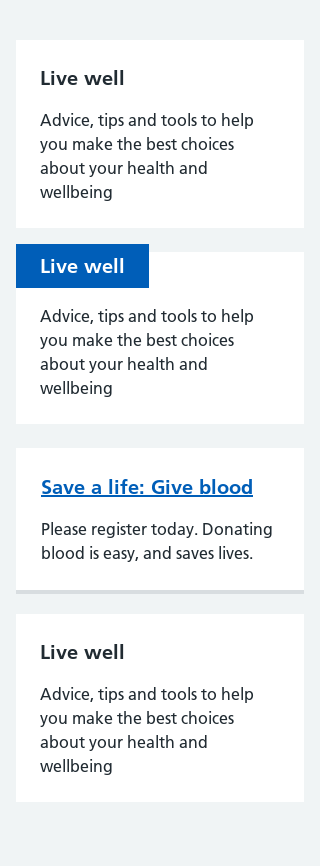 Live well
Advice, tips and tools to help
you make the best choices
about your health and
wellbeing
Live well
Advice, tips and tools to help
you make the best choices
about your health and
wellbeing
Save a life: Give blood
Please register today. Donating
blood is easy, and saves lives.
Live well
Advice, tips and tools to help
you make the best choices
about your health and
wellbeing